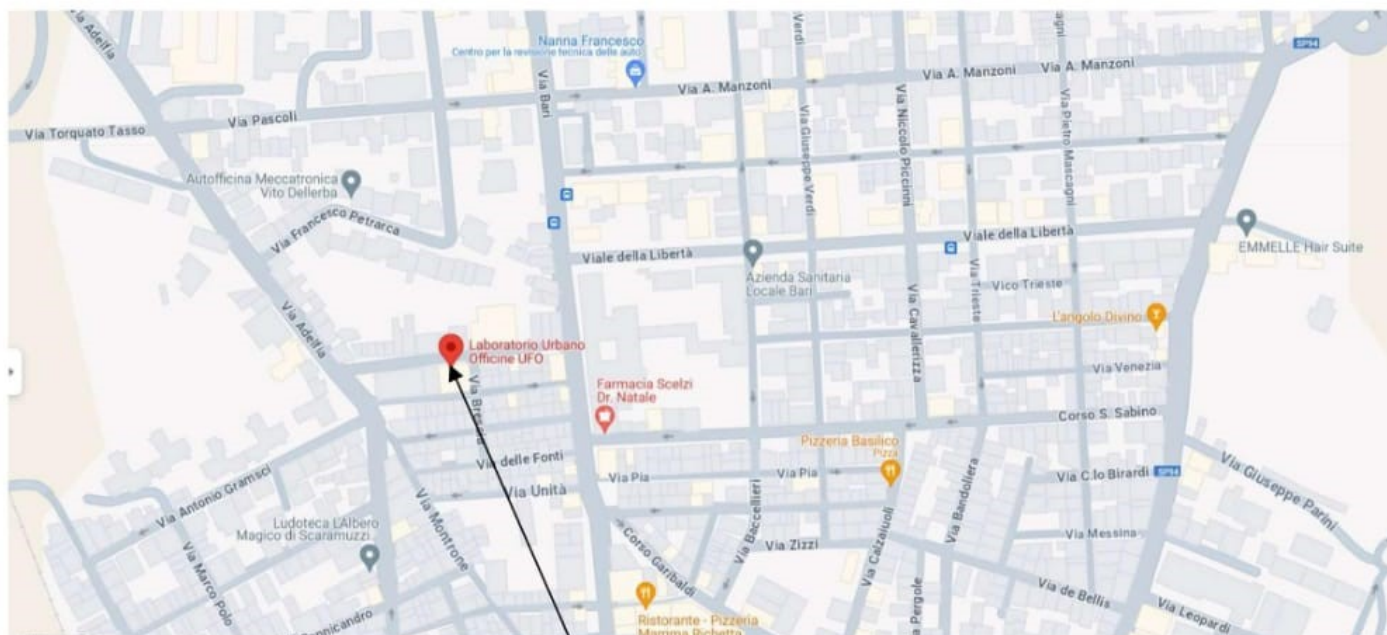 Via Adelfia
Nanna Francesco
Centro per la revisione tecnica delle auto
Via Bari
Verdi
SP94
Via A. Manzoni
Via A. Manzoni
Via A. Manzoni
Via Pascoli
Via Torquato Tasso
Via Giuseppe Verdi
Via Niccolo Piccinni
Via Pietro Mascagni
Autofficina Meccatronica
Vito Dellerba
Via Francesco Petrarca
Viale della Libertà
Viale della Libertà
EMMELLE Hair Suite
Azienda Sanitaria
Locale Bari
Via Trieste
Vico Trieste
Via Cavallerizza
L'angolo Divino
Via Adelfia
Laboratorio Urbano
Officine UFO
Via Brescia
Via Venezia
Farmacia Scelzi
Dr. Natale
Corso S. Sabino
Pizzeria Basilico
Pizza
Via delle Fonti
Via Pia
Via Pia
Via C.lo Birardi
SP94
Via Giuseppe Parini
Via Unità
Via Antonio Gramsci
Via Montrone
Via Bandoliera
Ludoteca LAlbero
Magico di Scaramuzzi
Via Messina
Via Zizzi
Via Calzaiuoli
Corso Garibaldi
Via Marco Polo
Via de Bellis
Pergole
Via Leopardi
Ristorante - Pizzeria